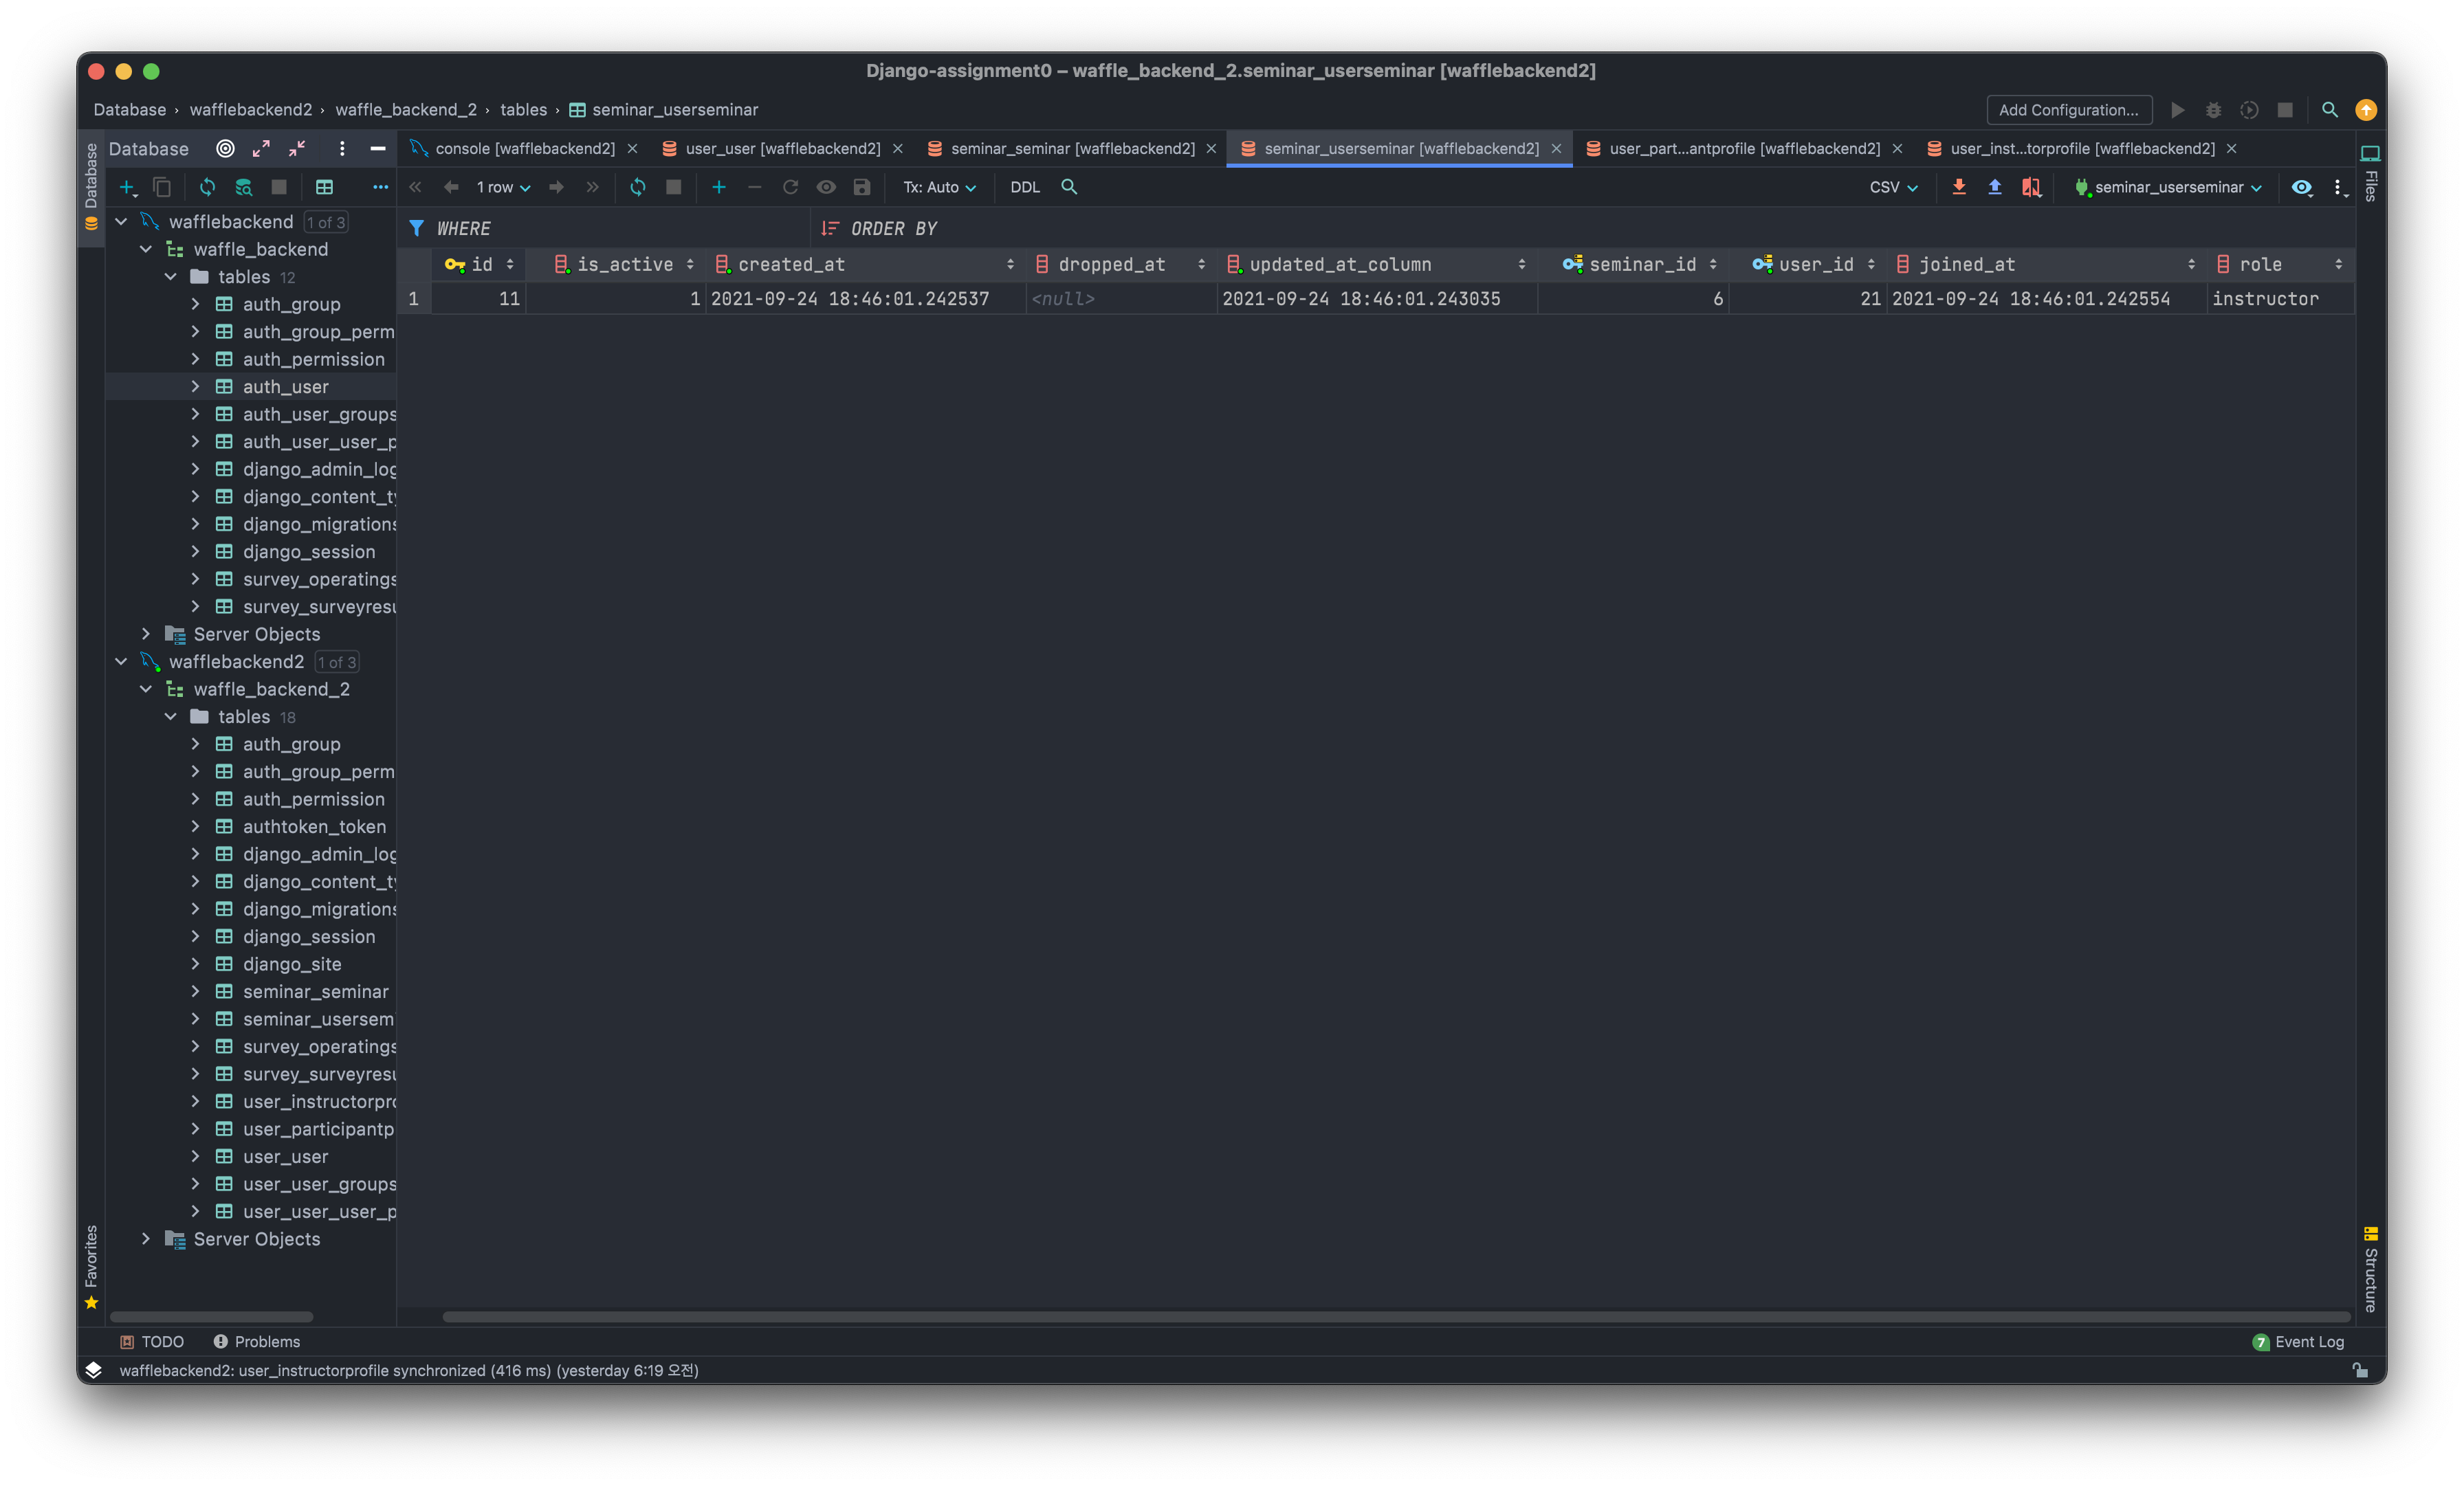 Django-assignment0 – waffle_backend_2.seminar_userseminar [wafflebackend2]
Database › wafflebackend2 › waffle_backend_2 › tables › seminar_userseminar
Add Configuration...
Database
Database
console [wafflebackend2]
user_user [wafflebackend2]
seminar_seminar [wafflebackend2]
seminar_userseminar [wafflebackend2]
user_part...antprofile [wafflebackend2]
user_inst...torprofile [wafflebackend2]
Files
1 row
Tx: Auto
DDL
CSV
seminar_userseminar
WHERE
ORDER BY
id is_active created_at dropped_at updated_at_column seminar_id user_id joined_at role
1 11 1 2021-09-24 18:46:01.242537 <null> 2021-09-24 18:46:01.243035 6 21 2021-09-24 18:46:01.242554 instructor
wafflebackend 1 of 3
waffle_backend
tables 12
auth_group
auth_group_perm
auth_permission
auth_user
auth_user_groups
auth_user_user_p
django_admin_log
django_content_ty
django_migrations
django_session
survey_operatings
survey_surveyresu
Server Objects
wafflebackend2 1 of 3
waffle_backend_2
tables 18
auth_group
auth_group_perm
auth_permission
authtoken_token
django_admin_log
django_content_ty
django_migrations
django_session
django_site
seminar_seminar
seminar_usersem
survey_operatings
survey_surveyresu
user_instructorpro
user_participantp
user_user
user_user_groups
user_user_user_p
Server Objects
Favorites
Structure
TODO
Problems
7 Event Log
wafflebackend2: user_instructorprofile synchronized (416 ms) (yesterday 6:19 오전)